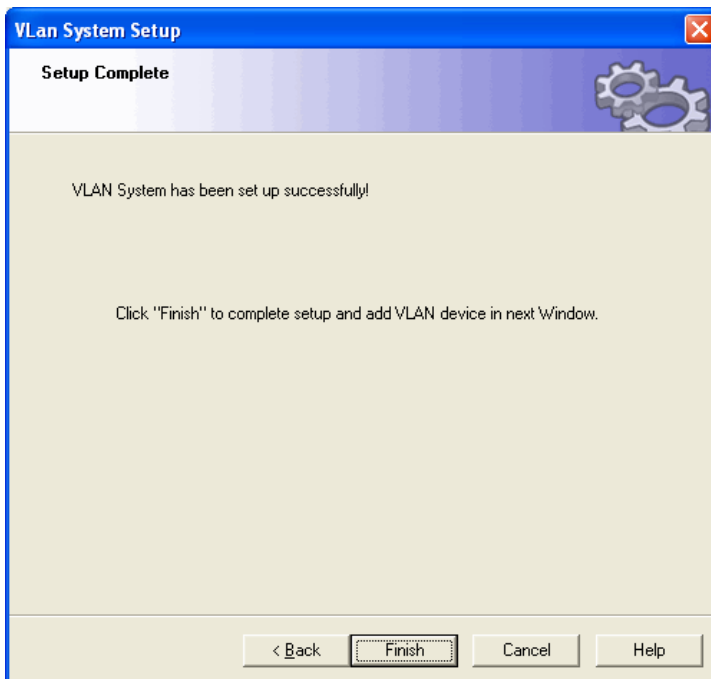 VLan System Setup
Setup Complete
VLAN System has been set up successfully!
Click "Finish" to complete setup and add VLAN device in next Window.
< Back
Finish
Cancel
Help